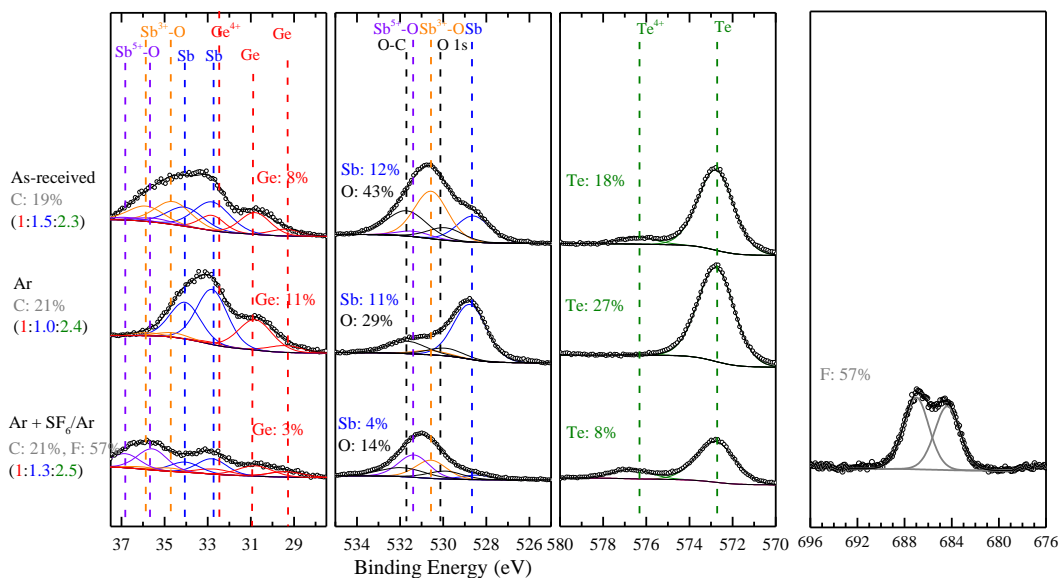 Sb³⁺-O Ge⁴⁺ Ge
Sb⁵⁺-O Sb Sb Ge
Sb⁵⁺-O Sb³⁺-O Sb
O-C O 1s
Te⁴⁺ Te
As-received
C: 19%
(1:1.5:2.3)
Ge: 8%
Sb: 12%
O: 43%
Te: 18%
Ar
C: 21%
(1:1.0:2.4)
Ge: 11%
Sb: 11%
O: 29%
Te: 27%
Ar + SF₆/Ar
C: 21%, F: 57%
(1:1.3:2.5)
Ge: 3%
Sb: 4%
O: 14%
Te: 8%
F: 57%
37 35 33 31 29
534 532 530 528 526
580 578 576 574 572 570
696 692 688 684 680 676
Binding Energy (eV)